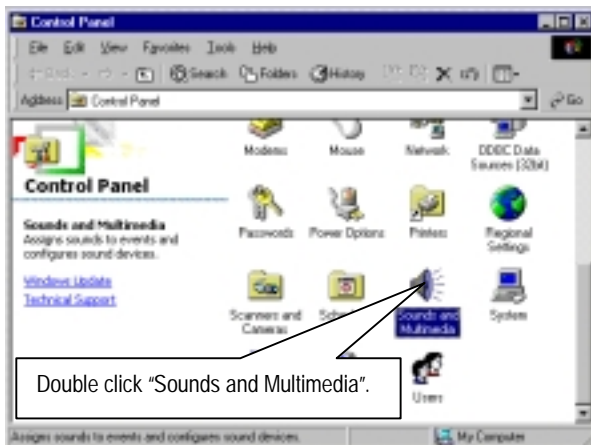 Control Panel
File Edit View Favorites Tools Help
Search Folders History
Address Control Panel Go
Modems Mouse Network ODBC Data Sources (32bit)
Control Panel
Passwords Power Options Printers Regional Settings
Sounds and Multimedia
Assigns sounds to events and
configures sound devices.
Windows Update
Technical Support
Scanners and Cameras Sounds and Multimedia System
Double click “Sounds and Multimedia”.
Users
Assigns sounds to events and configures sound devices. My Computer